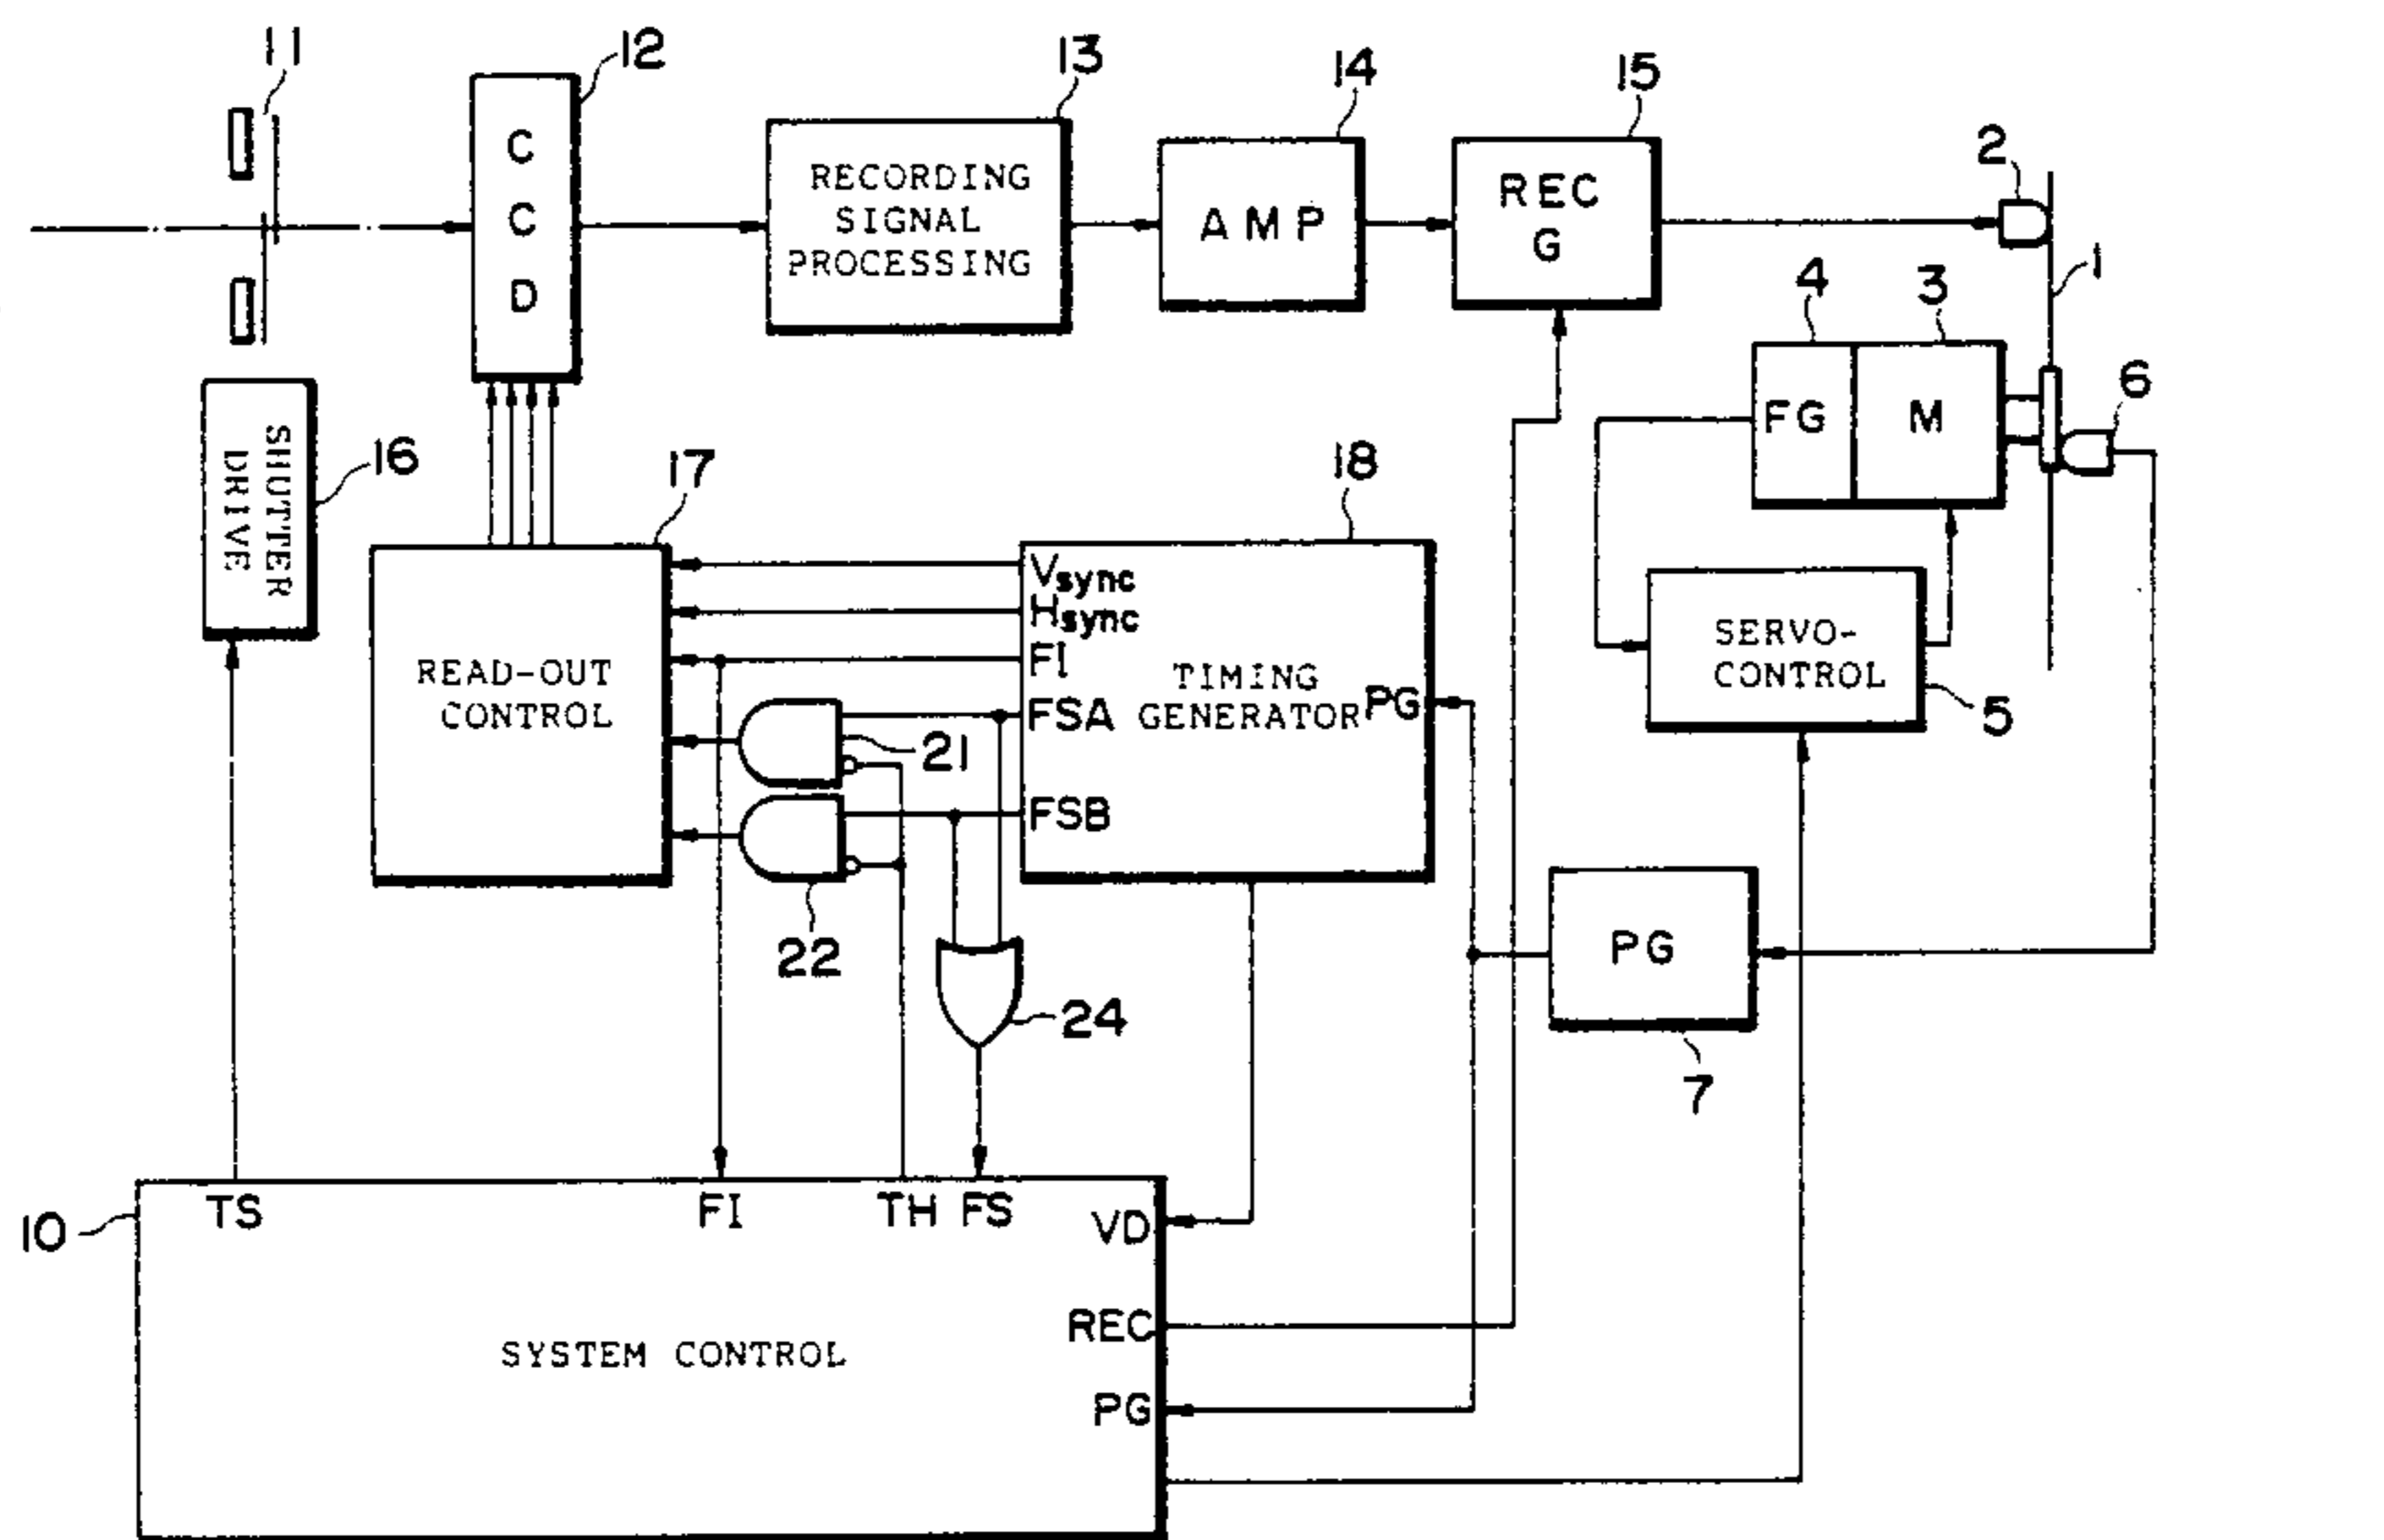 11
12
13
14
15
2
C
C
D
RECORDING
SIGNAL
PROCESSING
AMP
REC
G
1
4
3
6
FG
M
SHUTTER
DRIVE
16
17
18
Vsync
Hsync
FI
FSA
FSB
READ-OUT
CONTROL
TIMING
GENERATOR
PG
SERVO-
CONTROL
5
21
22
24
PG
7
10
TS
FI
TH
FS
VD
REC
PG
SYSTEM CONTROL